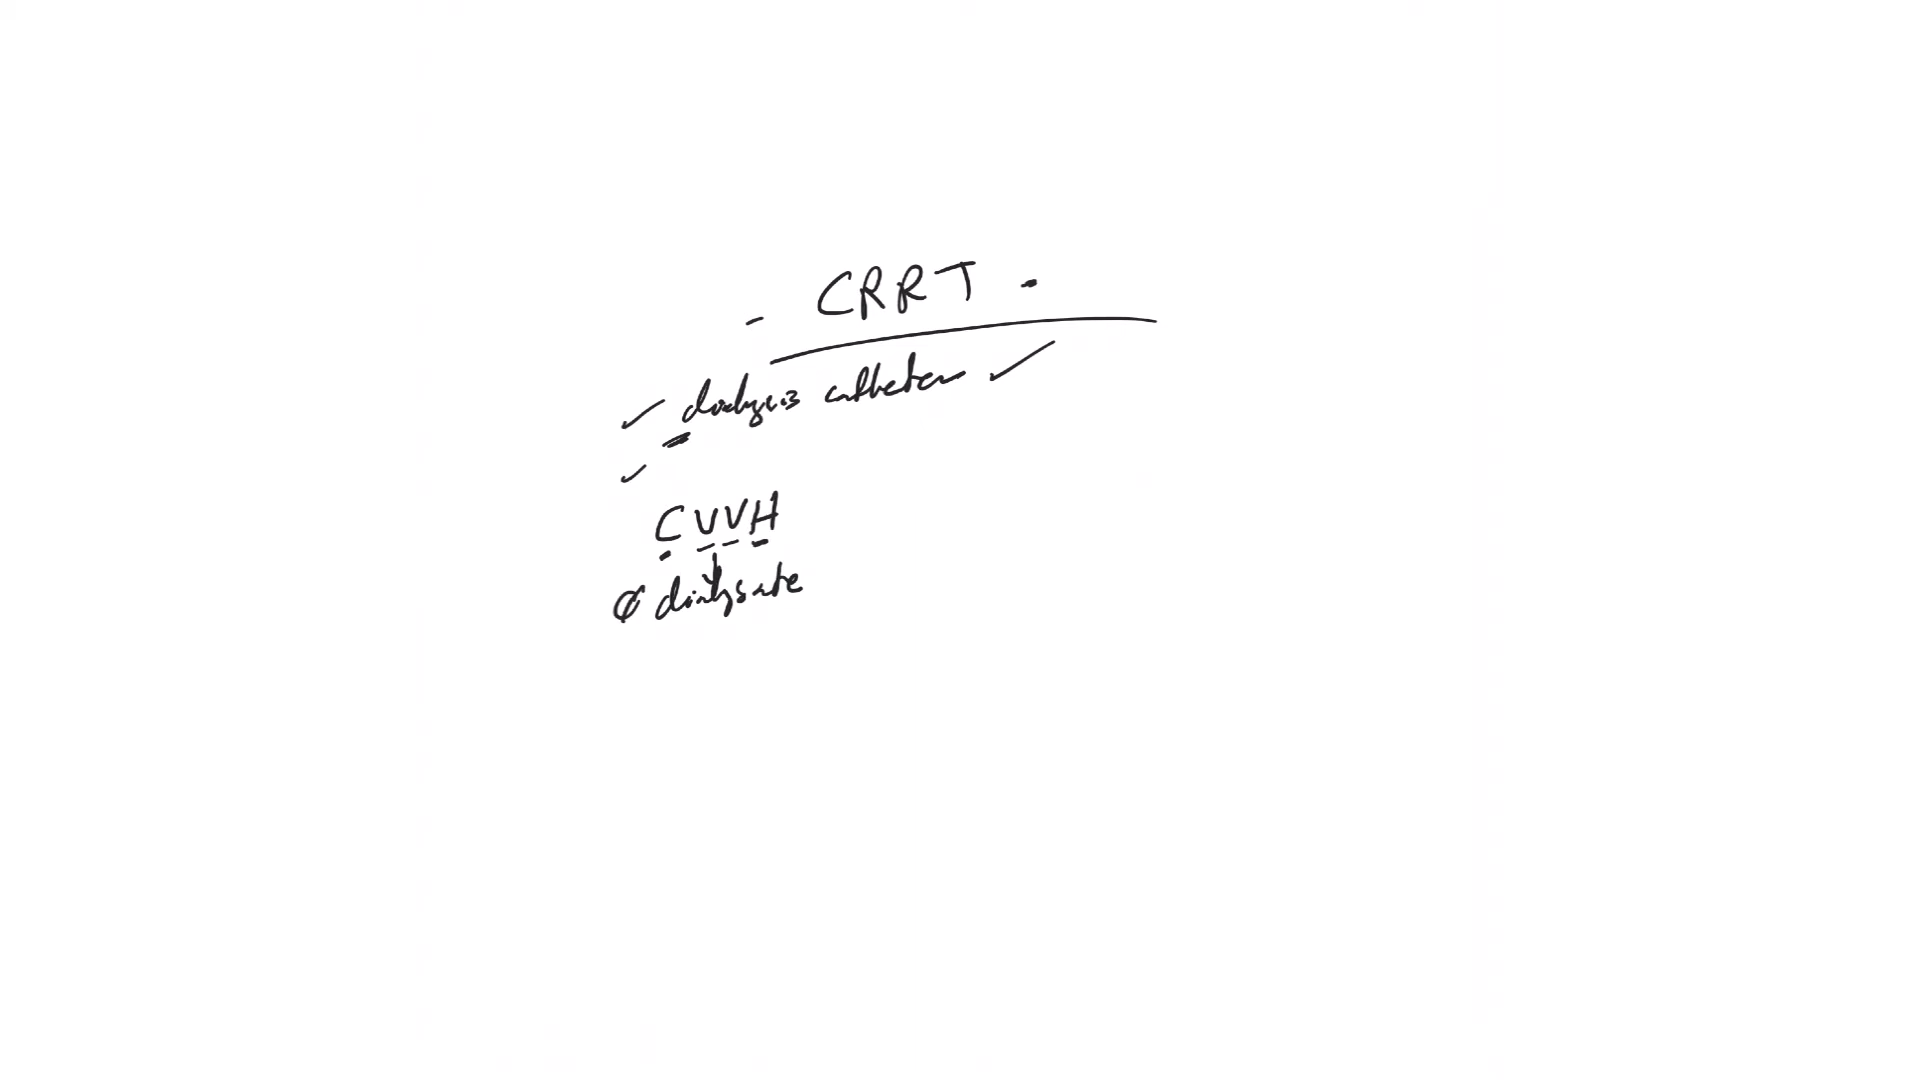 - CRRT -
✓ dialysis catheter ✓
✓
CVVH
∅ dialysate